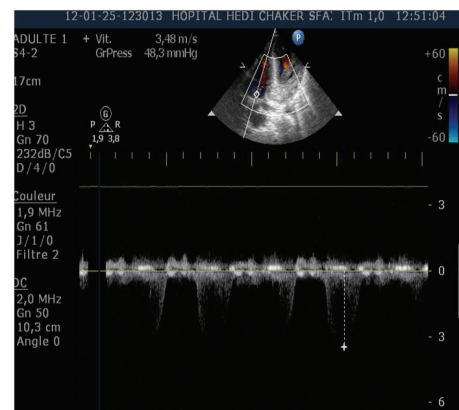 12-01-25-123013 HOPITAL HEDI CHAKER SFA: ITm 1,0 12:51:04
ADULTE 1
S4-2
17cm
+ Vit. 3,48 m/s
GrPress 48,3 mmHg
P
+60
c
m
/
s
-60
2D
H 3
Gn 70
232dB/C5
D/4/0
G
P R
1,9 3,8
Couleur
1,9 MHz
Gn 61
J/1/0
Filtre 2
DC
2,0 MHz
Gn 50
10,3 cm
Angle 0
- 3
- 0
- 3
- 6